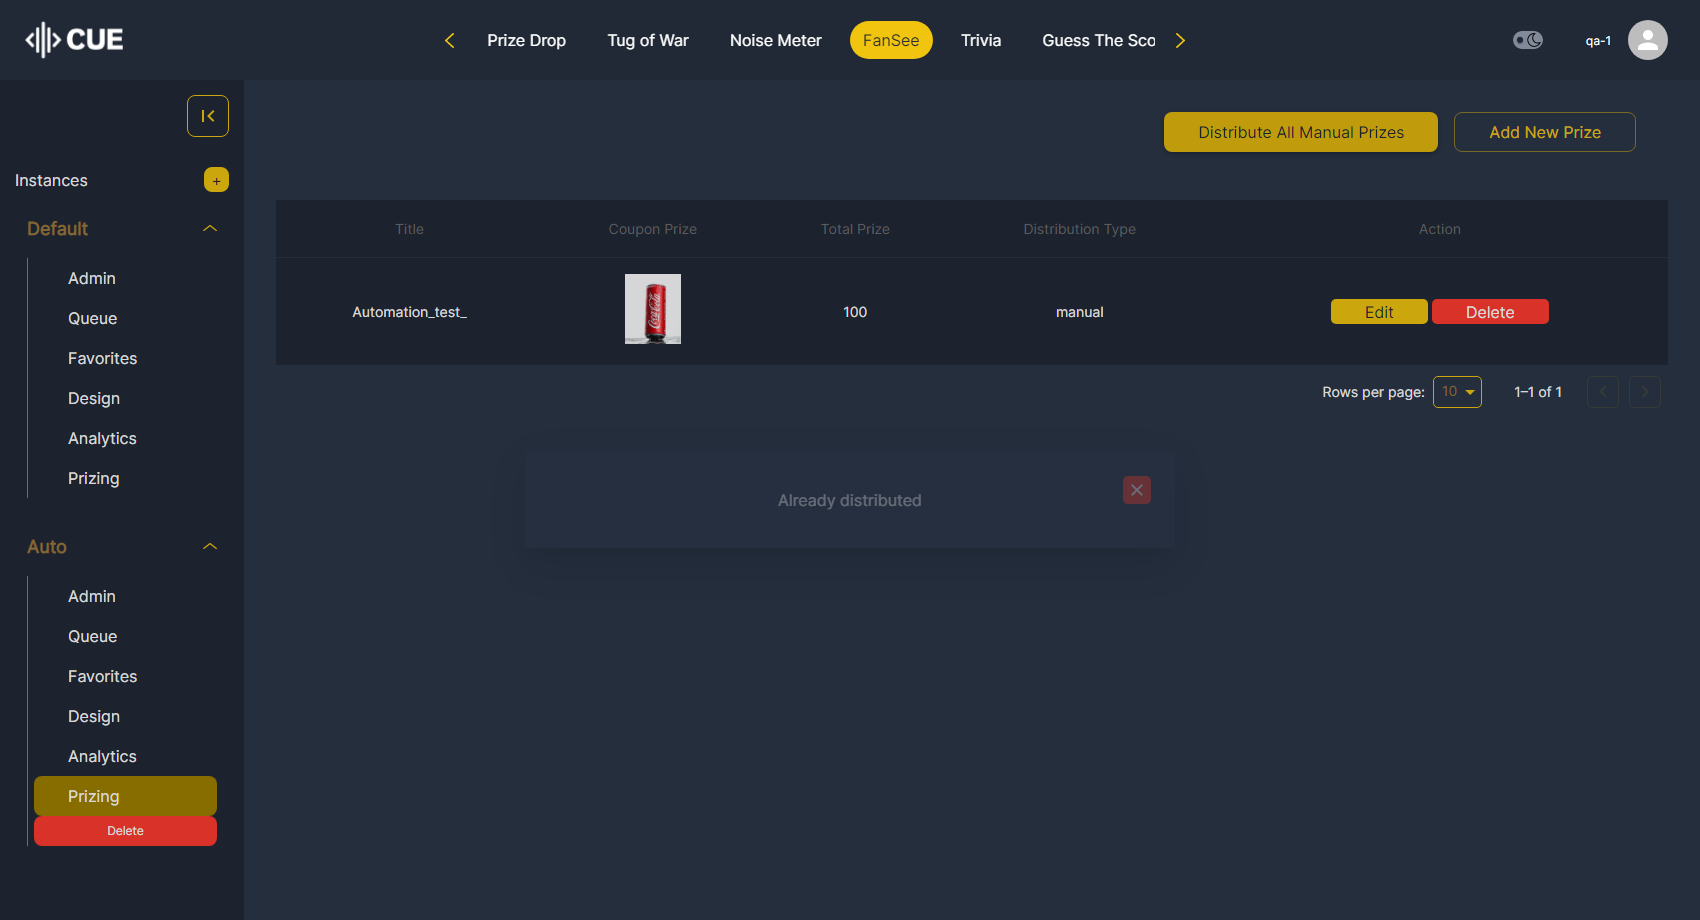 CUE
Prize Drop
Tug of War
Noise Meter
FanSee
Trivia
Guess The Sco
qa-1
Instances
+
Default
Admin
Queue
Favorites
Design
Analytics
Prizing
Auto
Admin
Queue
Favorites
Design
Analytics
Prizing
Delete
Distribute All Manual Prizes
Add New Prize
Title
Coupon Prize
Total Prize
Distribution Type
Action
Automation_test_
Coca-Cola
100
manual
Edit
Delete
Rows per page:
10
1–1 of 1
Already distributed